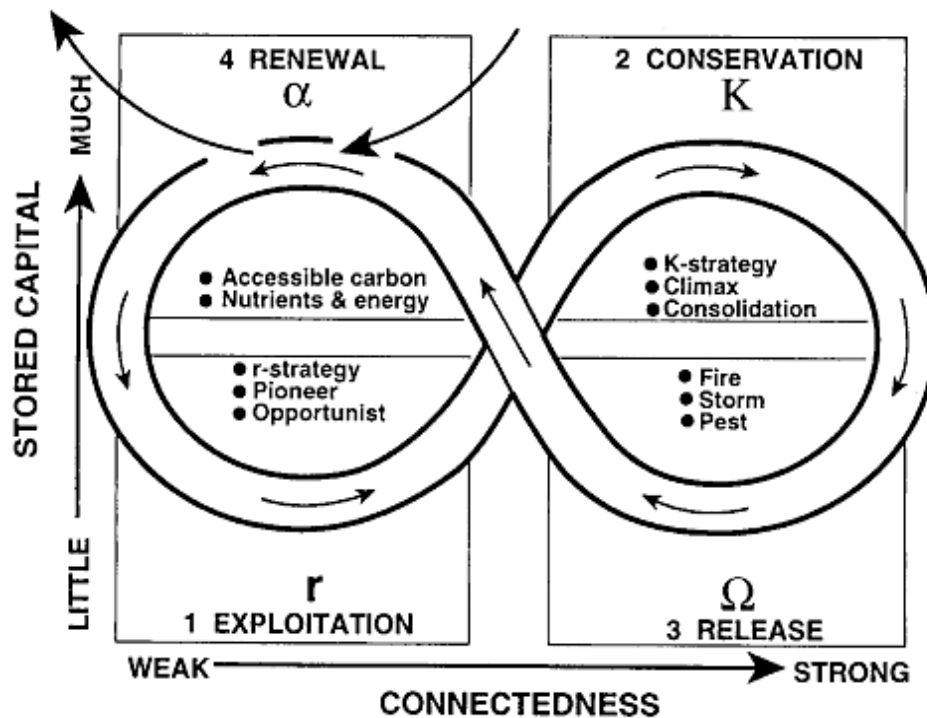 4 RENEWAL
α
2 CONSERVATION
K
MUCH
STORED CAPITAL
LITTLE
● Accessible carbon
● Nutrients & energy
● K-strategy
● Climax
● Consolidation
● r-strategy
● Pioneer
● Opportunist
● Fire
● Storm
● Pest
r
1 EXPLOITATION
Ω
3 RELEASE
WEAK
STRONG
CONNECTEDNESS